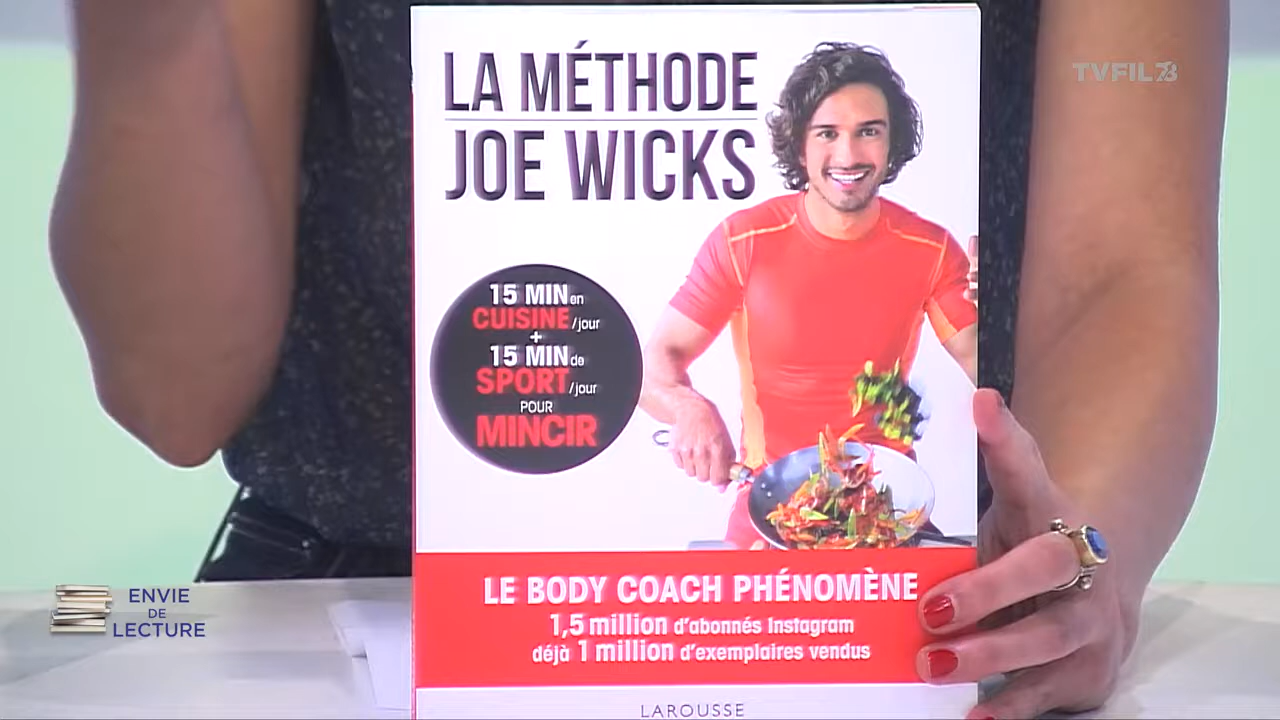 TVFIL78
LA MÉTHODE
JOE WICKS
15 MIN en
CUISINE /jour
+
15 MIN de
SPORT /jour
POUR
MINCIR
LE BODY COACH PHÉNOMÈNE
1,5 million d'abonnés Instagram
déjà 1 million d'exemplaires vendus
LAROUSSE
ENVIE
DE
LECTURE